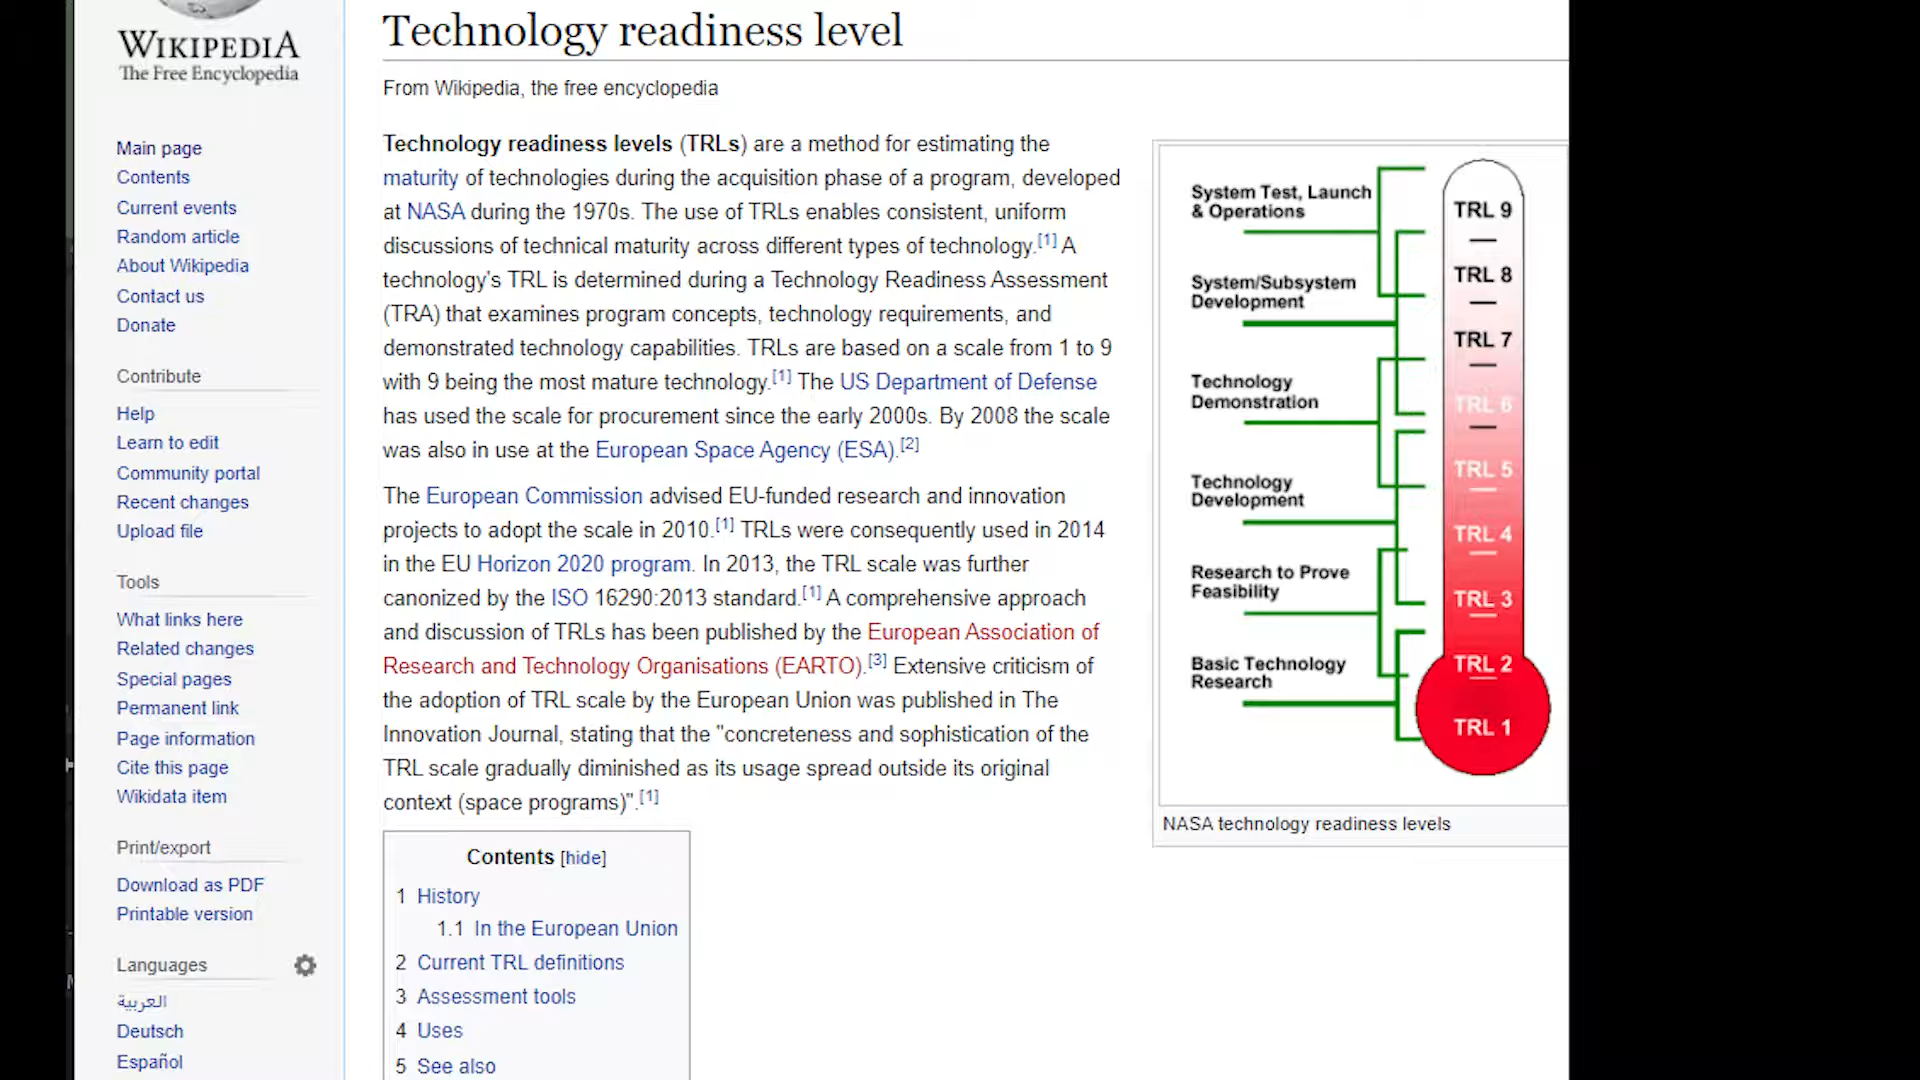 WIKIPEDIA
The Free Encyclopedia
Main page
Contents
Current events
Random article
About Wikipedia
Contact us
Donate
Contribute
Help
Learn to edit
Community portal
Recent changes
Upload file
Tools
What links here
Related changes
Special pages
Permanent link
Page information
Cite this page
Wikidata item
Print/export
Download as PDF
Printable version
Languages
العربية
Deutsch
Español
Technology readiness level
From Wikipedia, the free encyclopedia
Technology readiness levels (TRLs) are a method for estimating the
maturity of technologies during the acquisition phase of a program, developed
at NASA during the 1970s. The use of TRLs enables consistent, uniform
discussions of technical maturity across different types of technology.[1] A
technology's TRL is determined during a Technology Readiness Assessment
(TRA) that examines program concepts, technology requirements, and
demonstrated technology capabilities. TRLs are based on a scale from 1 to 9
with 9 being the most mature technology.[1] The US Department of Defense
has used the scale for procurement since the early 2000s. By 2008 the scale
was also in use at the European Space Agency (ESA).[2]
The European Commission advised EU-funded research and innovation
projects to adopt the scale in 2010.[1] TRLs were consequently used in 2014
in the EU Horizon 2020 program. In 2013, the TRL scale was further
canonized by the ISO 16290:2013 standard.[1] A comprehensive approach
and discussion of TRLs has been published by the European Association of
Research and Technology Organisations (EARTO).[3] Extensive criticism of
the adoption of TRL scale by the European Union was published in The
Innovation Journal, stating that the "concreteness and sophistication of the
TRL scale gradually diminished as its usage spread outside its original
context (space programs)".[1]
Contents [hide]
1 History
1.1 In the European Union
2 Current TRL definitions
3 Assessment tools
4 Uses
5 See also
System Test, Launch
& Operations
System/Subsystem
Development
Technology
Demonstration
Technology
Development
Research to Prove
Feasibility
Basic Technology
Research
TRL 9
TRL 8
TRL 7
TRL 6
TRL 5
TRL 4
TRL 3
TRL 2
TRL 1
NASA technology readiness levels